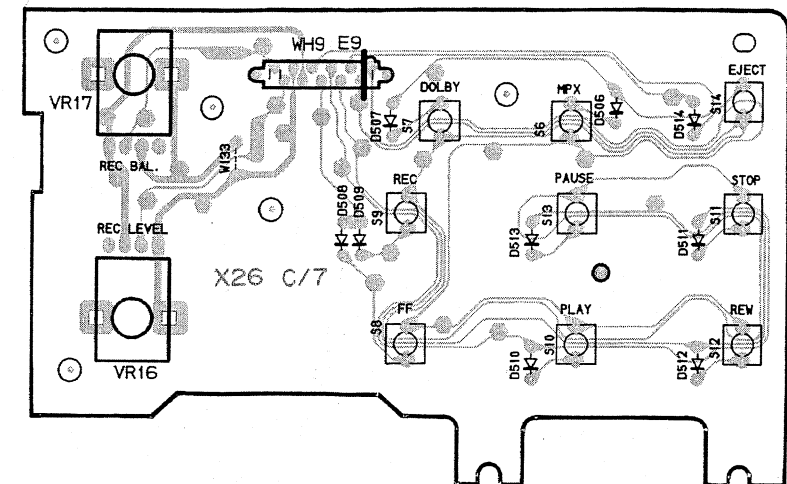 WH9 E9
VR17
REC BAL.
W133
DOLBY
D507
S7
MPX
S6
D506
D514
S14
EJECT
D508
D509
REC
S9
PAUSE
S13
D513
STOP
S11
D511
REC LEVEL
X26 C/7
VR16
FF
S8
PLAY
S10
D510
REW
S12
D512